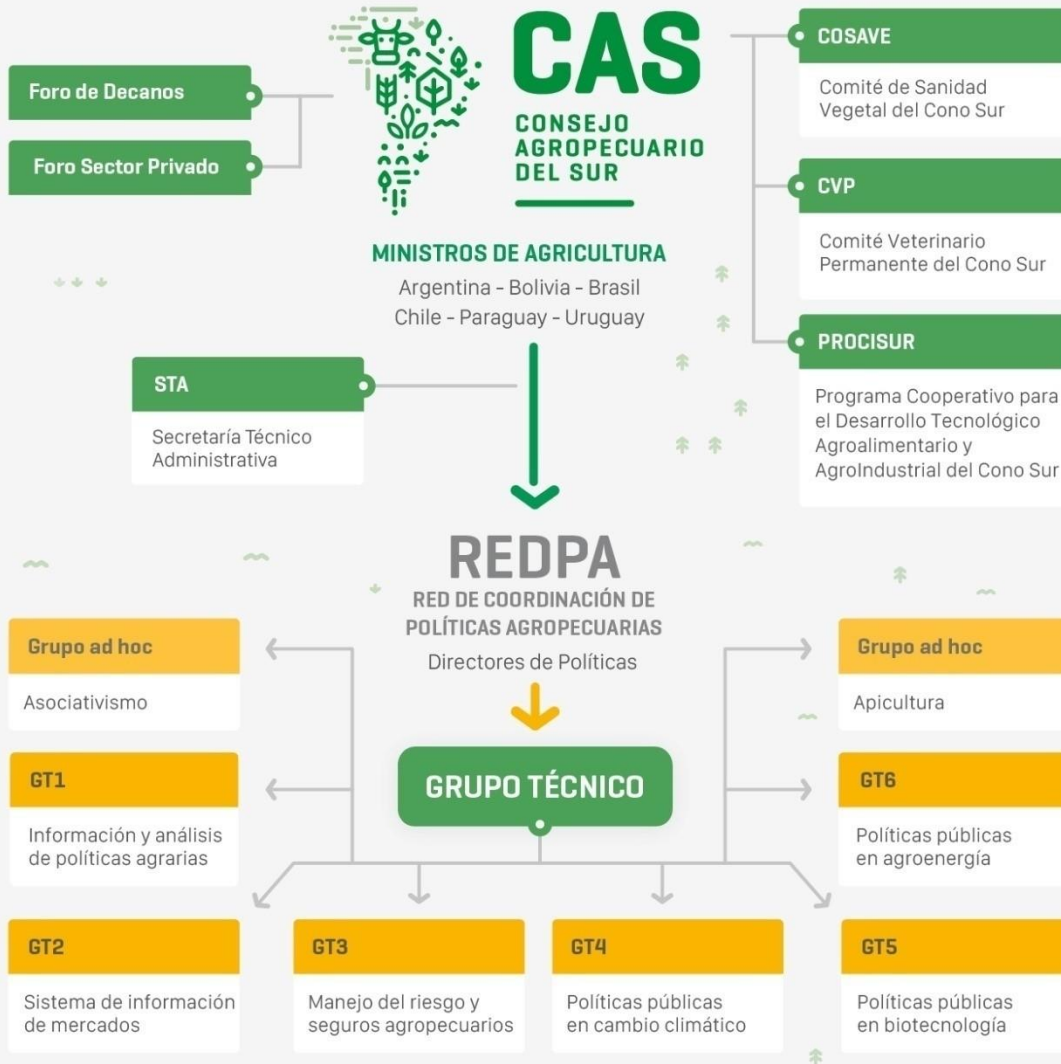 Foro de Decanos
Foro Sector Privado
CAS
CONSEJO
AGROPECUARIO
DEL SUR
MINISTROS DE AGRICULTURA
Argentina - Bolivia - Brasil
Chile - Paraguay - Uruguay
COSAVE
Comité de Sanidad
Vegetal del Cono Sur
CVP
Comité Veterinario
Permanente del Cono Sur
PROCISUR
Programa Cooperativo para
el Desarrollo Tecnológico
Agroalimentario y
AgroIndustrial del Cono Sur
STA
Secretaría Técnico
Administrativa
REDPA
RED DE COORDINACIÓN DE
POLÍTICAS AGROPECUARIAS
Directores de Políticas
GRUPO TÉCNICO
Grupo ad hoc
Asociativismo
GT1
Información y análisis
de políticas agrarias
GT2
Sistema de información
de mercados
GT3
Manejo del riesgo y
seguros agropecuarios
GT4
Políticas públicas
en cambio climático
GT5
Políticas públicas
en biotecnología
GT6
Políticas públicas
en agroenergía
Grupo ad hoc
Apicultura